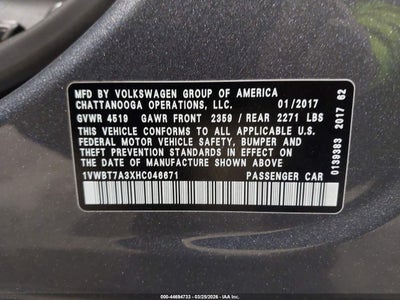 MFD BY VOLKSWAGEN GROUP OF AMERICA
CHATTANOOGA OPERATIONS, LLC. 01/2017
GVWR 4519 GAWR FRONT 2359 / REAR 2271 LBS
THIS VEHICLE CONFORMS TO ALL APPLICABLE U.S.
FEDERAL MOTOR VEHICLE SAFETY, BUMPER, AND
THEFT PREVENTION STANDARDS IN EFFECT ON THE
DATE OF MANUFACTURE SHOWN ABOVE.
1VWBT7A3XHC046671 PASSENGER CAR
0139383 2017 62
000-44694733 - 03/25/2026 - IAA Inc.